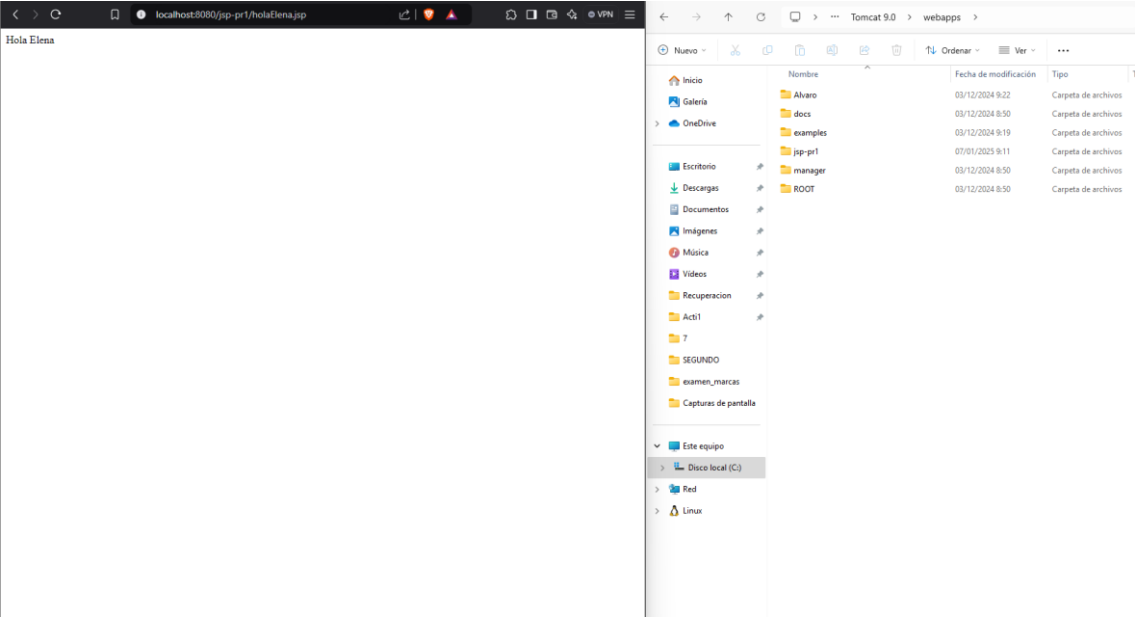 localhost:8080/jsp-pr1/holaElena.jsp
VPN
Hola Elena
Tomcat 9.0
webapps
Nuevo
Ordenar
Ver
Inicio
Galería
OneDrive
Escritorio
Descargas
Documentos
Imágenes
Música
Vídeos
Recuperacion
Acti1
7
SEGUNDO
examen_marcas
Capturas de pantalla
Este equipo
Disco local (C:)
Red
Linux
Nombre Fecha de modificación Tipo T
Alvaro 03/12/2024 9:22 Carpeta de archivos
docs 03/12/2024 8:50 Carpeta de archivos
examples 03/12/2024 9:19 Carpeta de archivos
jsp-pr1 07/01/2025 9:11 Carpeta de archivos
manager 03/12/2024 8:50 Carpeta de archivos
ROOT 03/12/2024 8:50 Carpeta de archivos